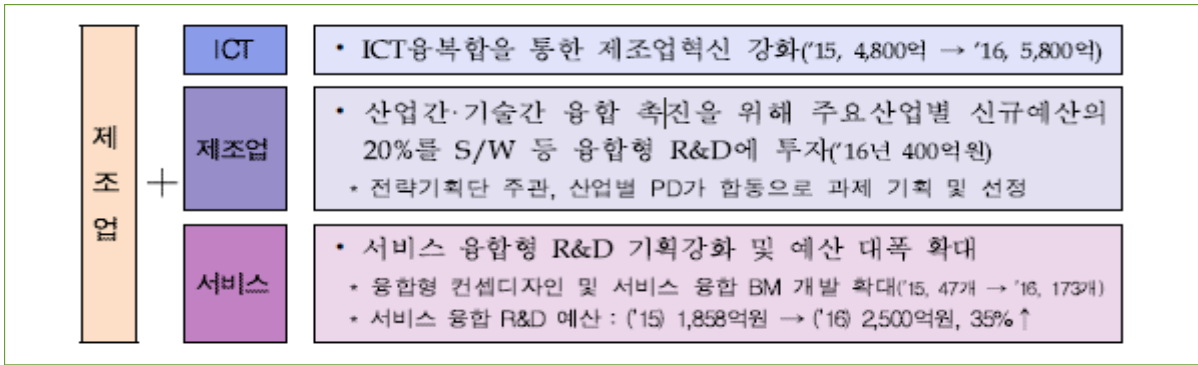 제
조
업
+
ICT
• ICT융복합을 통한 제조업혁신 강화('15, 4,800억 → '16, 5,800억)
제조업
• 산업간·기술간 융합 촉진을 위해 주요산업별 신규예산의
20%를 S/W 등 융합형 R&D에 투자('16년 400억원)
* 전략기획단 주관, 산업별 PD가 합동으로 과제 기획 및 선정
서비스
• 서비스 융합형 R&D 기획강화 및 예산 대폭 확대
* 융합형 컨셉디자인 및 서비스 융합 BM 개발 확대('15, 47개 → '16, 173개)
* 서비스 융합 R&D 예산 : ('15) 1,858억원 → ('16) 2,500억원, 35%↑